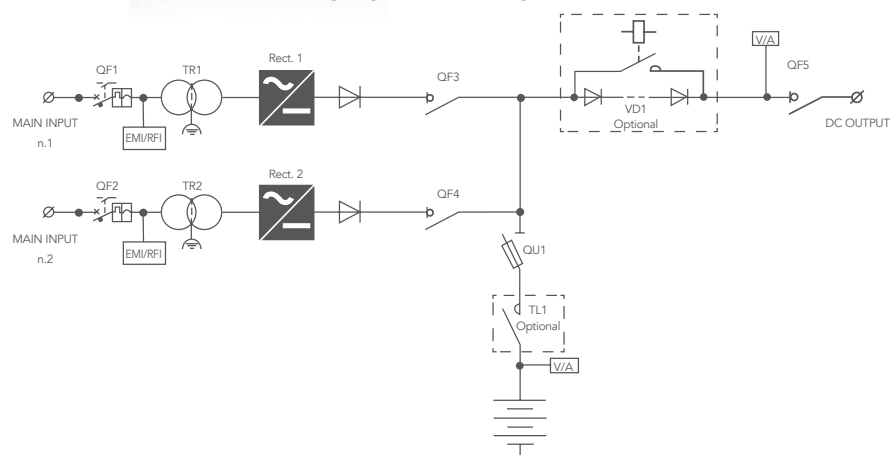 QF1
TR1
Rect. 1
QF3
V/A
QF5
MAIN INPUT
n.1
EMI/RFI
VD1
Optional
DC OUTPUT
QF2
TR2
Rect. 2
QF4
MAIN INPUT
n.2
EMI/RFI
QU1
TL1
Optional
V/A